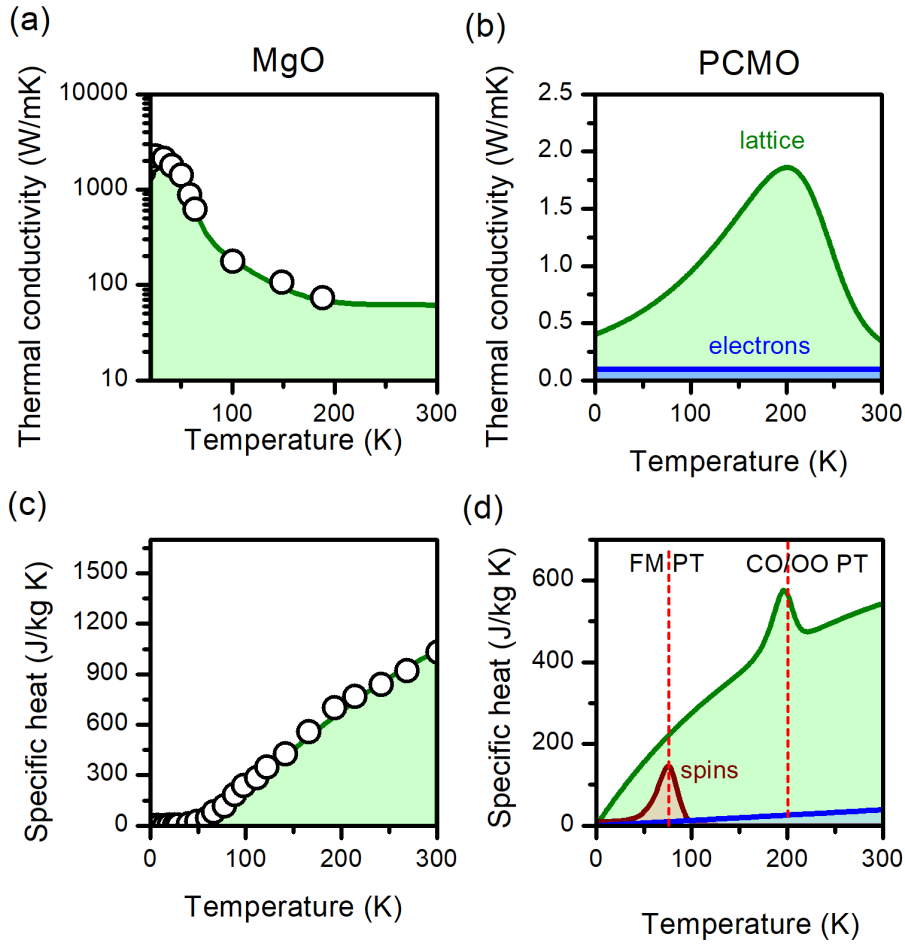 (a)
MgO
Thermal conductivity (W/mK)
10000
1000
100
10
100
200
300
Temperature (K)
(b)
PCMO
Thermal conductivity (W/mK)
2.5
2.0
1.5
1.0
0.5
0.0
lattice
electrons
0
100
200
300
Temperature (K)
(c)
Specific heat (J/kg K)
1500
1200
900
600
300
0
0
50
100
150
200
250
300
Temperature (K)
(d)
Specific heat (J/kg K)
600
400
200
0
FM PT
CO/OO PT
spins
0
100
200
300
Temperature (K)